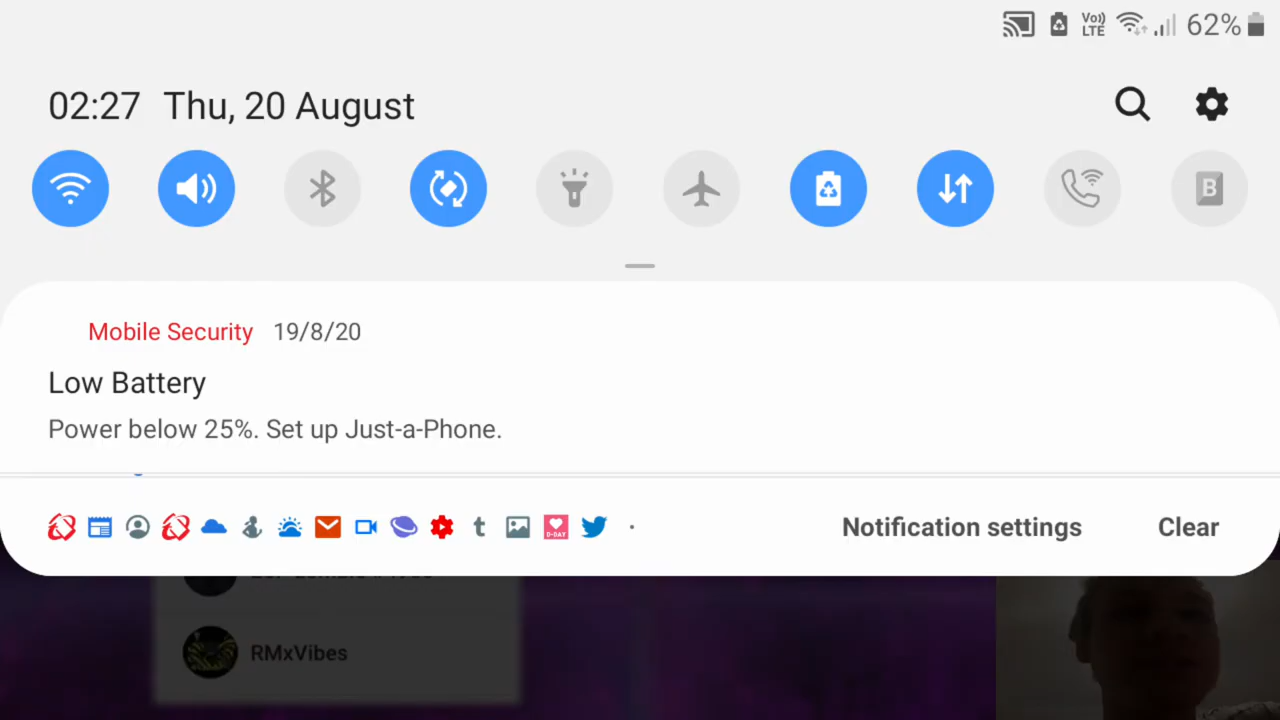 Vo)) 62%
LTE
02:27 Thu, 20 August
B
Mobile Security 19/8/20
Low Battery
Power below 25%. Set up Just-a-Phone.
t D-DAY Notification settings Clear
RMxVibes